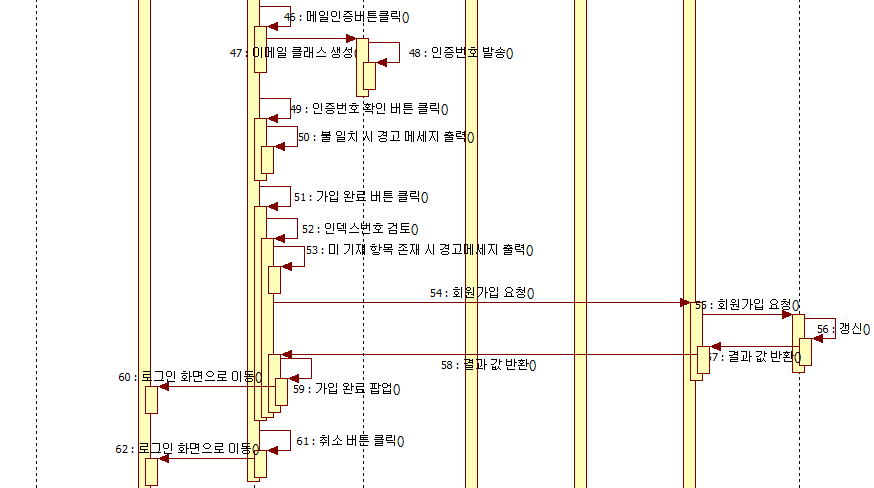 46 : 메일인증버튼클릭()
47 : 이메일 클래스 생성()
48 : 인증번호 발송()
49 : 인증번호 확인 버튼 클릭()
50 : 불 일치 시 경고 메세지 출력()
51 : 가입 완료 버튼 클릭()
52 : 인덱스번호 검토()
53 : 미 기재 항목 존재 시 경고메세지 출력()
54 : 회원가입 요청()
55 : 회원가입 요청()
56 : 갱신()
57 : 결과 값 반환()
58 : 결과 값 반환()
59 : 가입 완료 팝업()
60 : 로그인 화면으로 이동()
61 : 취소 버튼 클릭()
62 : 로그인 화면으로 이동()